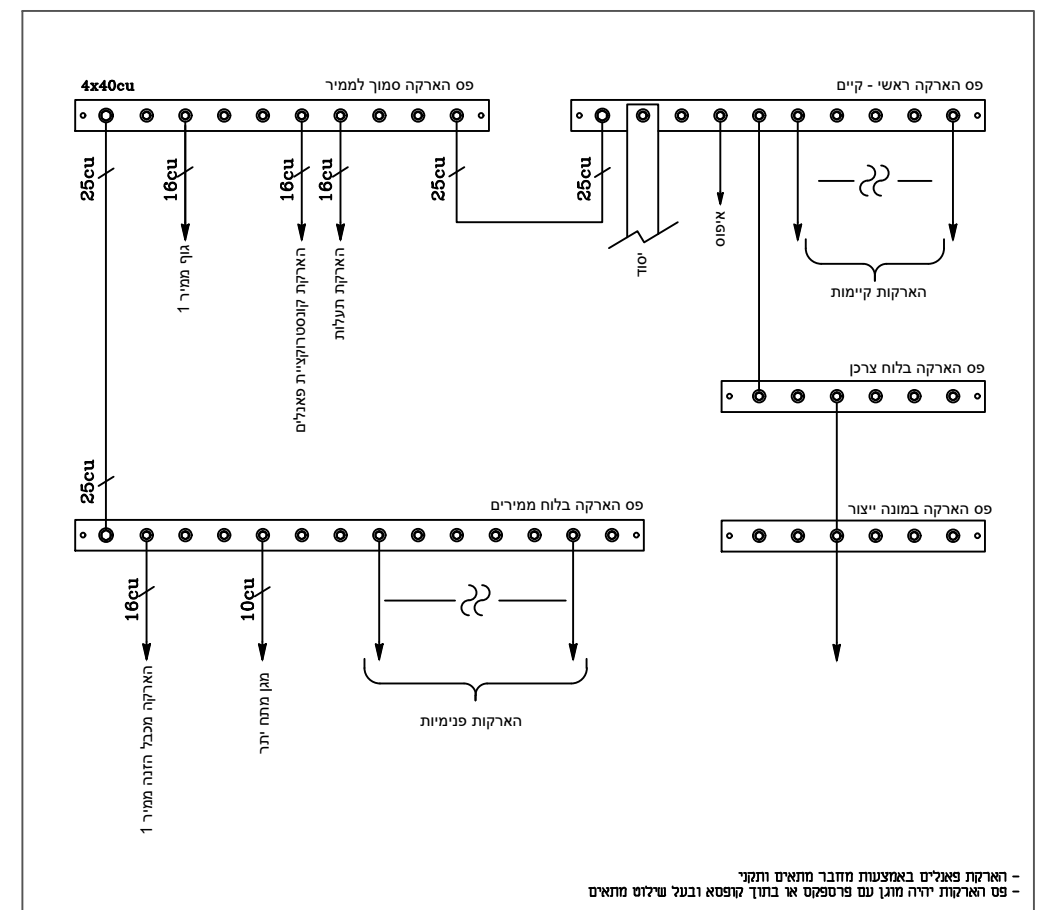 פס הארקה ראשי - קיים
פס הארקה סמוך לממיר
4x40cu
25cu
16cu
16cu
16cu
25cu
25cu
גוף ממיר 1
הארקת קונסטרוקציית פאנלים
הארקת תעלות
יסוד
איפוס
הארקות קיימות
פס הארקה בלוח צרכן
25cu
פס הארקה בלוח ממירים
פס הארקה במונה ייצור
16cu
10cu
הארקה מכבל הזנה ממיר 1
מגן מתח יתר
הארקות פנימיות
- הארקת פאנלים באמצעות מחבר מתאים ותקני
- פס הארקות יהיה מוגן עם פרספקס או בתוך קופסא ובעל שילוט מתאים